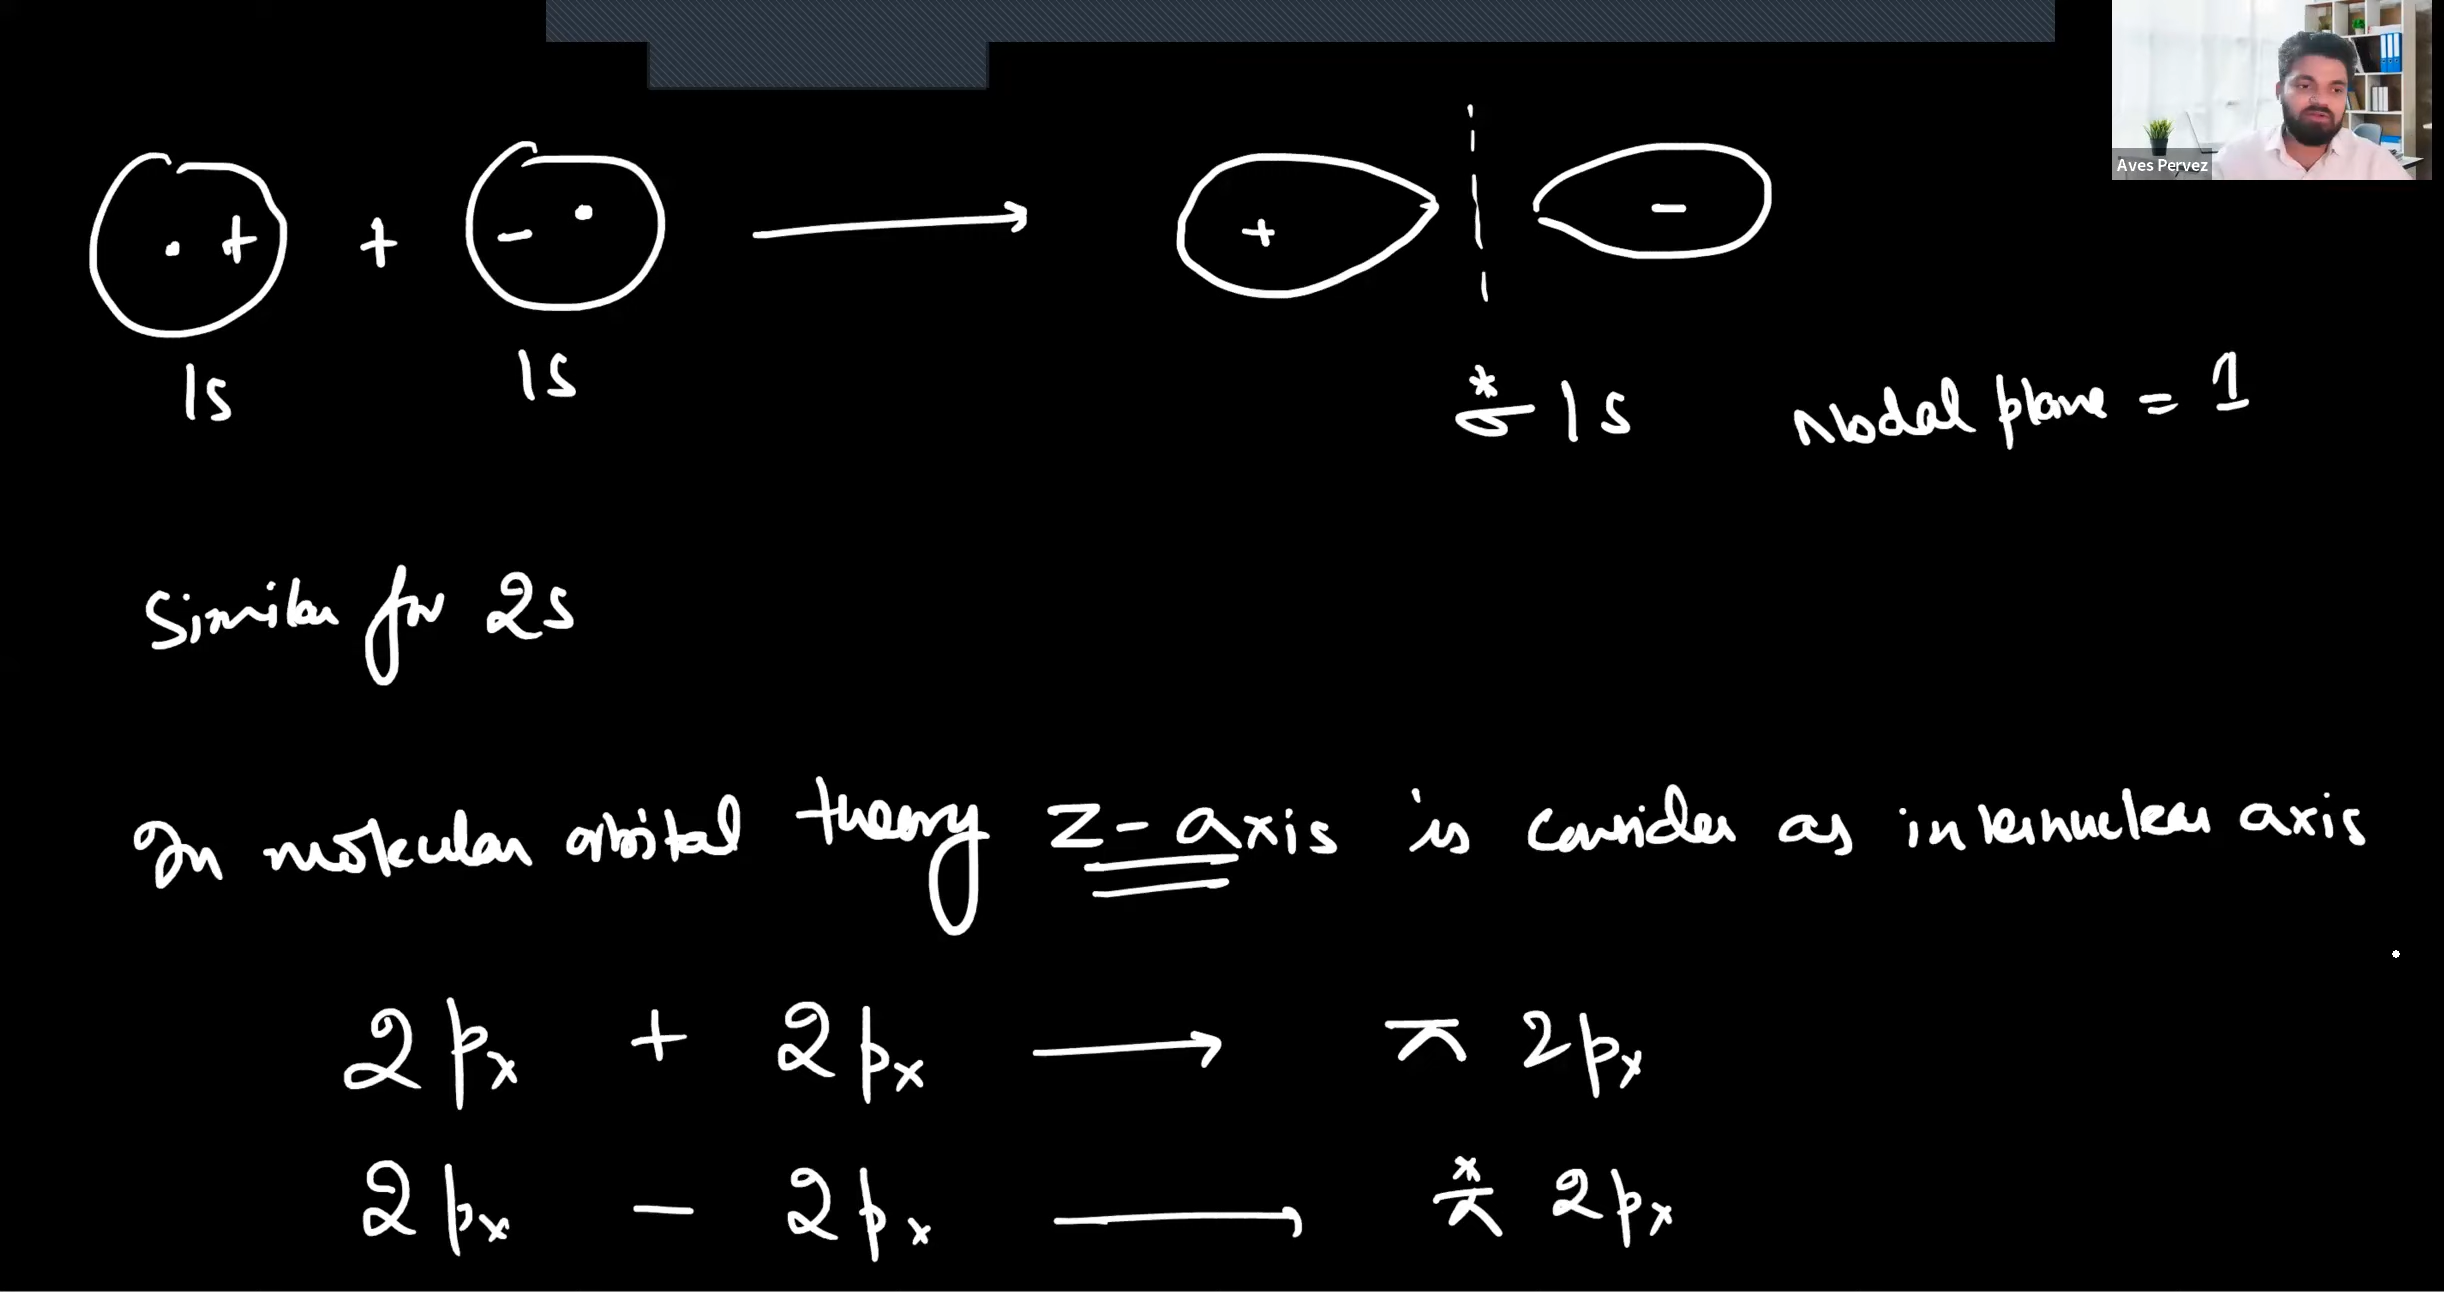 Aves Pervez
+ + - → + -
1s 1s σ* 1s Nodal plane = 1
Similar for 2s
In molecular orbital theory z-axis is consider as internuclear axis
2px + 2px → π 2px
2px - 2px → π* 2px